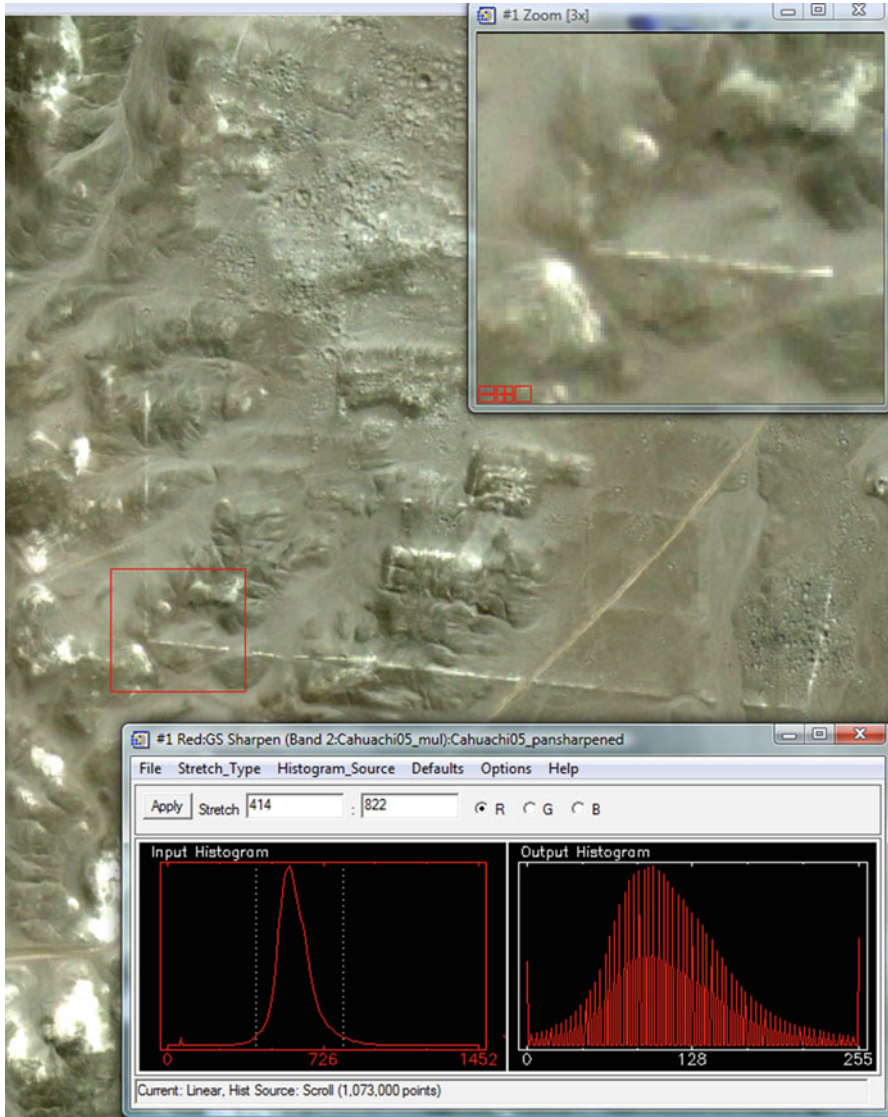 #1 Zoom [3x]
#1 Red:GS Sharpen (Band 2:Cahuachi05_mul):Cahuachi05_pansharpened
File Stretch_Type Histogram_Source Defaults Options Help
Apply Stretch 414 : 822 R G B
Input Histogram Output Histogram
0 726 1452 0 128 255
Current: Linear, Hist Source: Scroll (1,073,000 points)